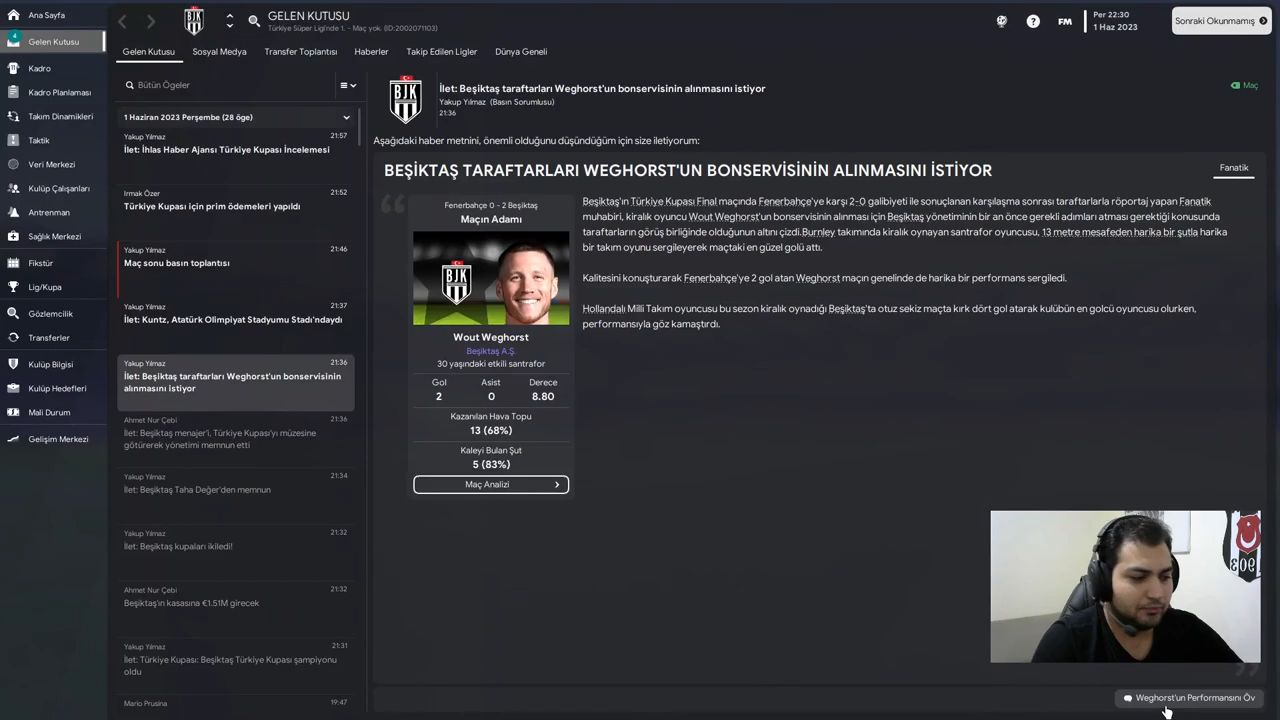 Ana Sayfa
4
Gelen Kutusu
Kadro
Kadro Planlaması
Takım Dinamikleri
Taktik
Veri Merkezi
Kulüp Çalışanları
Antrenman
Sağlık Merkezi
Fikstür
Lig/Kupa
Gözlemcilik
Transferler
Kulüp Bilgisi
Kulüp Hedefleri
Mali Durum
Gelişim Merkezi
BJK
GELEN KUTUSU
Türkiye Süper Ligi'nde 1. - Maç yok. (ID:2002071103)
FM
Per 22:30
1 Haz 2023
Sonraki Okunmamış
Gelen Kutusu
Sosyal Medya
Transfer Toplantısı
Haberler
Takip Edilen Ligler
Dünya Geneli
Bütün Ögeler
1 Haziran 2023 Perşembe (28 öge)
Yakup Yılmaz 21:57
İlet: İhlas Haber Ajansı Türkiye Kupası İncelemesi
Irmak Özer 21:52
Türkiye Kupası için prim ödemeleri yapıldı
Yakup Yılmaz 21:46
Maç sonu basın toplantısı
Yakup Yılmaz 21:37
İlet: Kuntz, Atatürk Olimpiyat Stadyumu Stadı'ndaydı
Yakup Yılmaz 21:36
İlet: Beşiktaş taraftarları Weghorst'un bonservisinin
alınmasını istiyor
Ahmet Nur Çebi 21:36
İlet: Beşiktaş menajer'i, Türkiye Kupası'yı müzesine
götürerek yönetimi memnun etti
Yakup Yılmaz 21:34
İlet: Beşiktaş Taha Değer'den memnun
Yakup Yılmaz 21:33
İlet: Beşiktaş kupaları ikiledi!
Ahmet Nur Çebi 21:32
Beşiktaş'ın kasasına €1.51M girecek
Yakup Yılmaz 21:31
İlet: Türkiye Kupası: Beşiktaş Türkiye Kupası şampiyonu
oldu
Mario Prusina 19:47
BJK
İlet: Beşiktaş taraftarları Weghorst'un bonservisinin alınmasını istiyor
Yakup Yılmaz (Basın Sorumlusu)
21:36
Maç
Aşağıdaki haber metnini, önemli olduğunu düşündüğüm için size iletiyorum:
BEŞİKTAŞ TARAFTARLARI WEGHORST'UN BONSERVİSİNİN ALINMASINI İSTİYOR
Fanatik
Fenerbahçe 0 - 2 Beşiktaş
Maçın Adamı
BJK
Wout Weghorst
Beşiktaş A.Ş.
30 yaşındaki etkili santrafor
Gol Asist Derece
2 0 8.80
Kazanılan Hava Topu
13 (68%)
Kaleyi Bulan Şut
5 (83%)
Maç Analizi
Beşiktaş'ın Türkiye Kupası Final maçında Fenerbahçe'ye karşı 2-0 galibiyeti ile sonuçlanan karşılaşma sonrası taraftarlarla röportaj yapan Fanatik
muhabiri, kiralık oyuncu Wout Weghorst'un bonservisinin alınması için Beşiktaş yönetiminin bir an önce gerekli adımları atması gerektiği konusunda
taraftarların görüş birliğinde olduğunun altını çizdi.Burnley takımında kiralık oynayan santrafor oyuncusu, 13 metre mesafeden harika bir şutla harika
bir takım oyunu sergileyerek maçtaki en güzel golü attı.
Kalitesini konuşturarak Fenerbahçe'ye 2 gol atan Weghorst maçın genelinde de harika bir performans sergiledi.
Hollandalı Milli Takım oyuncusu bu sezon kiralık oynadığı Beşiktaş'ta otuz sekiz maçta kırk dört gol atarak kulübün en golcü oyuncusu olurken,
performansıyla göz kamaştırdı.
Weghorst'un Performansını Öv